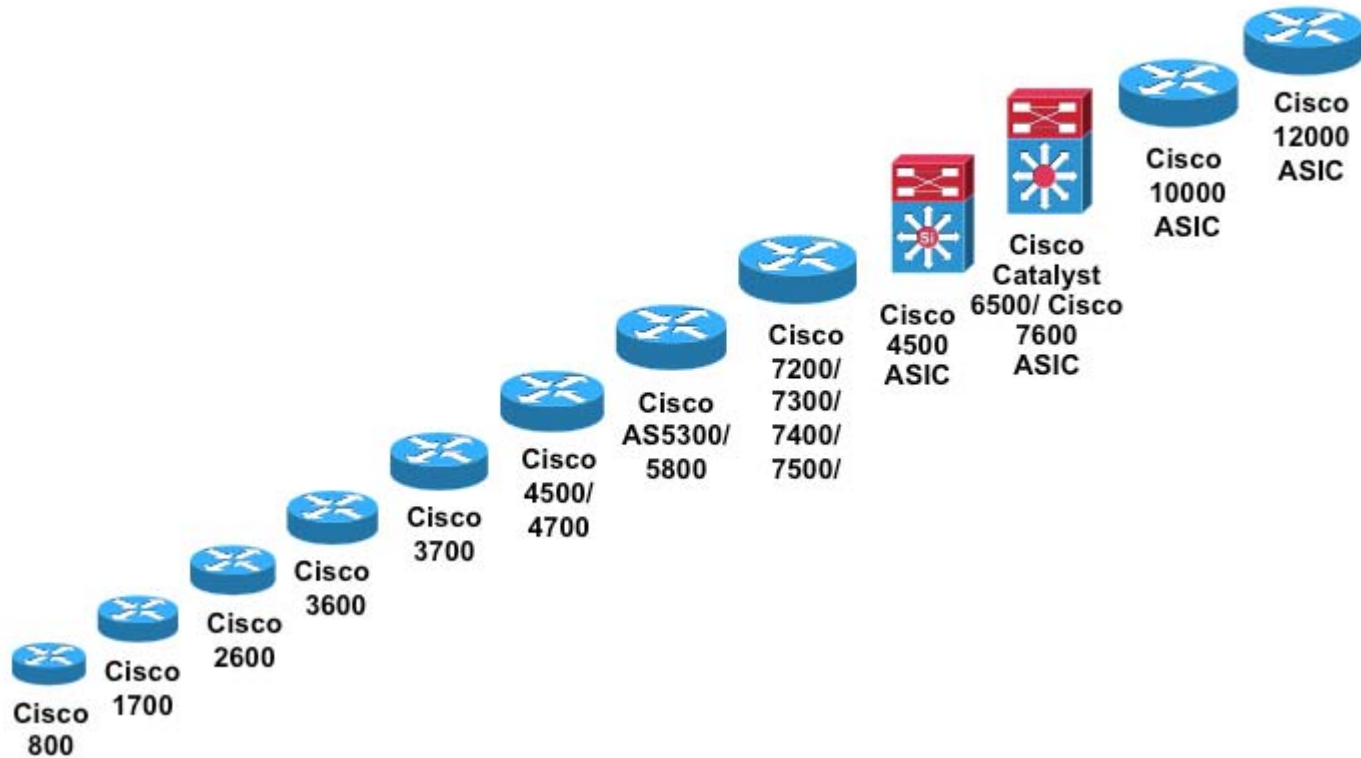 Cisco
800
Cisco
1700
Cisco
2600
Cisco
3600
Cisco
3700
Cisco
4500/
4700
Cisco
AS5300/
5800
Cisco
7200/
7300/
7400/
7500/
Si
Cisco
4500
ASIC
Cisco
Catalyst
6500/ Cisco
7600
ASIC
Cisco
10000
ASIC
Cisco
12000
ASIC